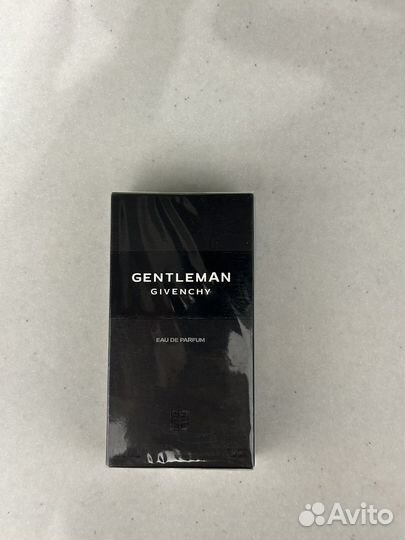 GENTLEMAN
GIVENCHY
EAU DE PARFUM
Avito